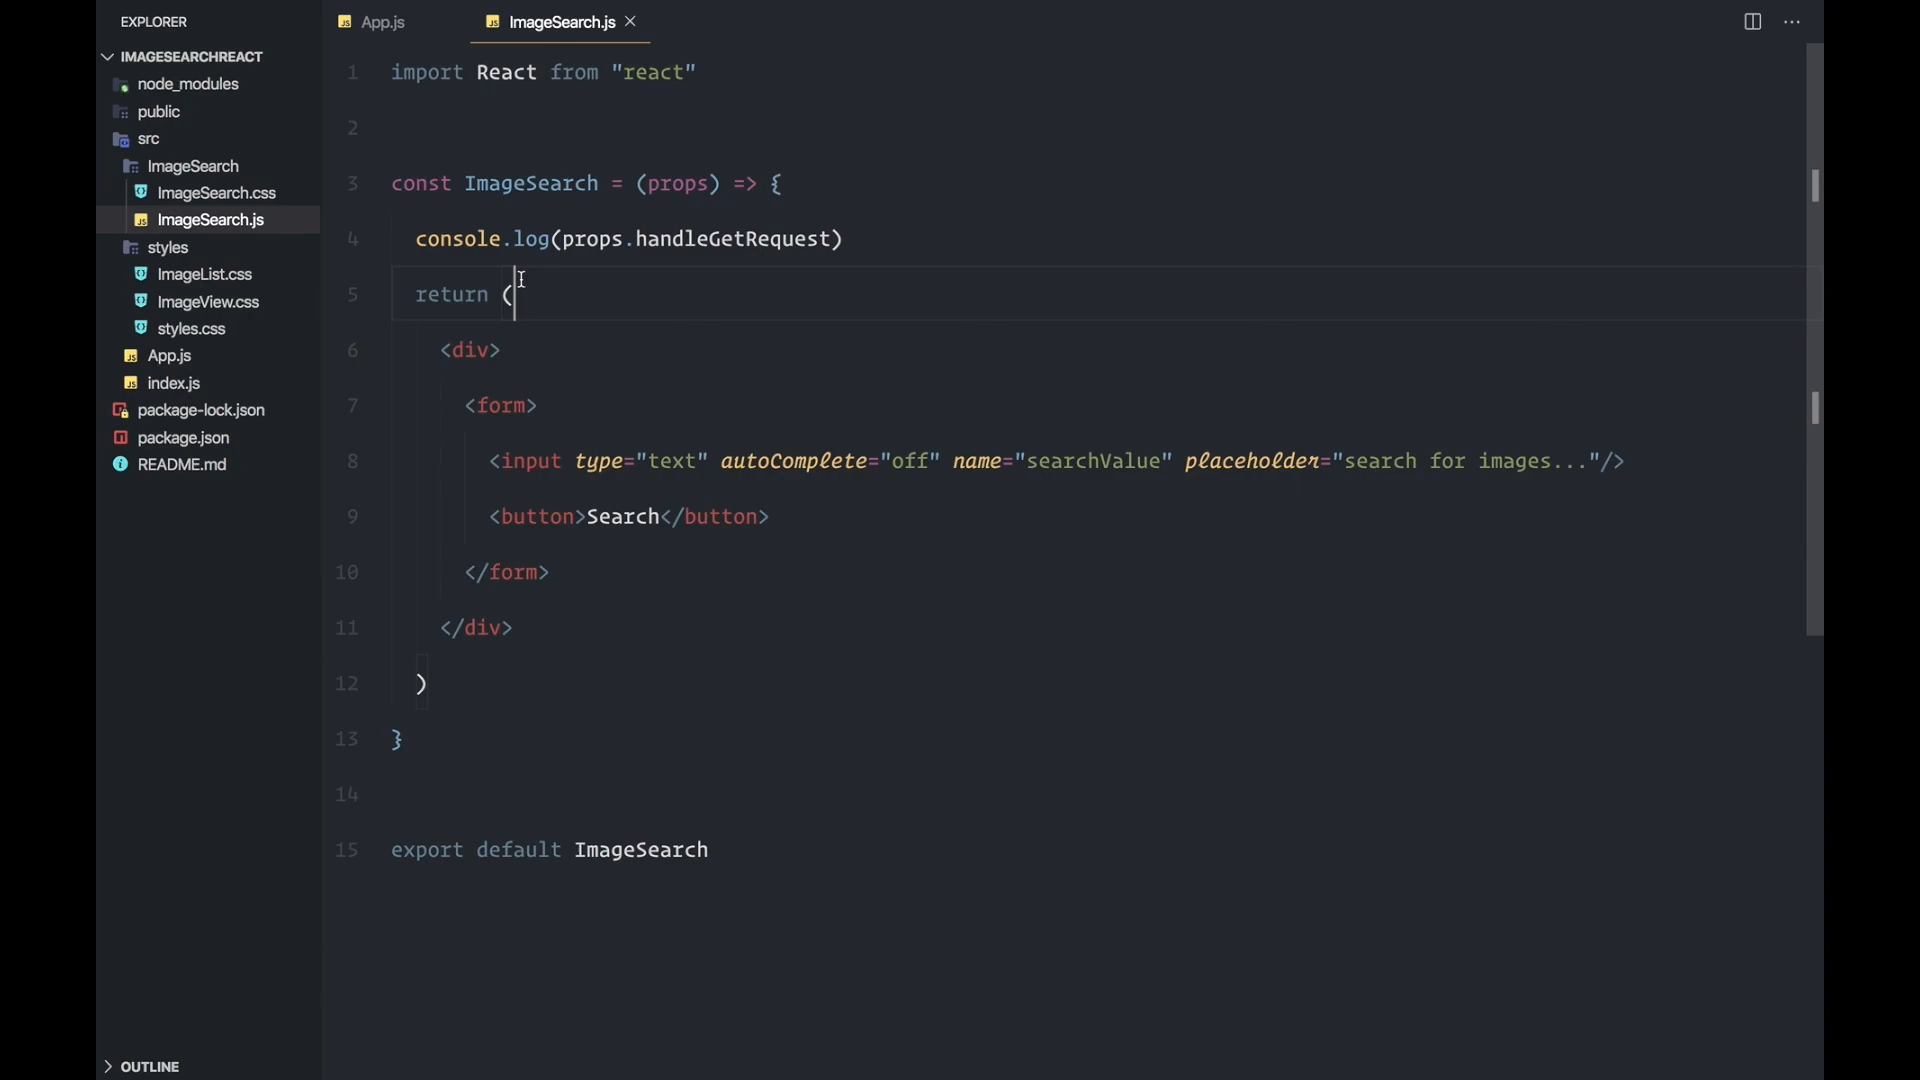 EXPLORER
IMAGESEARCHREACT
node_modules
public
src
ImageSearch
ImageSearch.css
ImageSearch.js
styles
ImageList.css
ImageView.css
styles.css
App.js
index.js
package-lock.json
package.json
README.md
OUTLINE
App.js
ImageSearch.js
1 import React from "react"
2
3 const ImageSearch = (props) => {
4 console.log(props.handleGetRequest)
5 return (
6 <div>
7 <form>
8 <input type="text" autoComplete="off" name="searchValue" placeholder="search for images..."/>
9 <button>Search</button>
10 </form>
11 </div>
12 )
13 }
14
15 export default ImageSearch